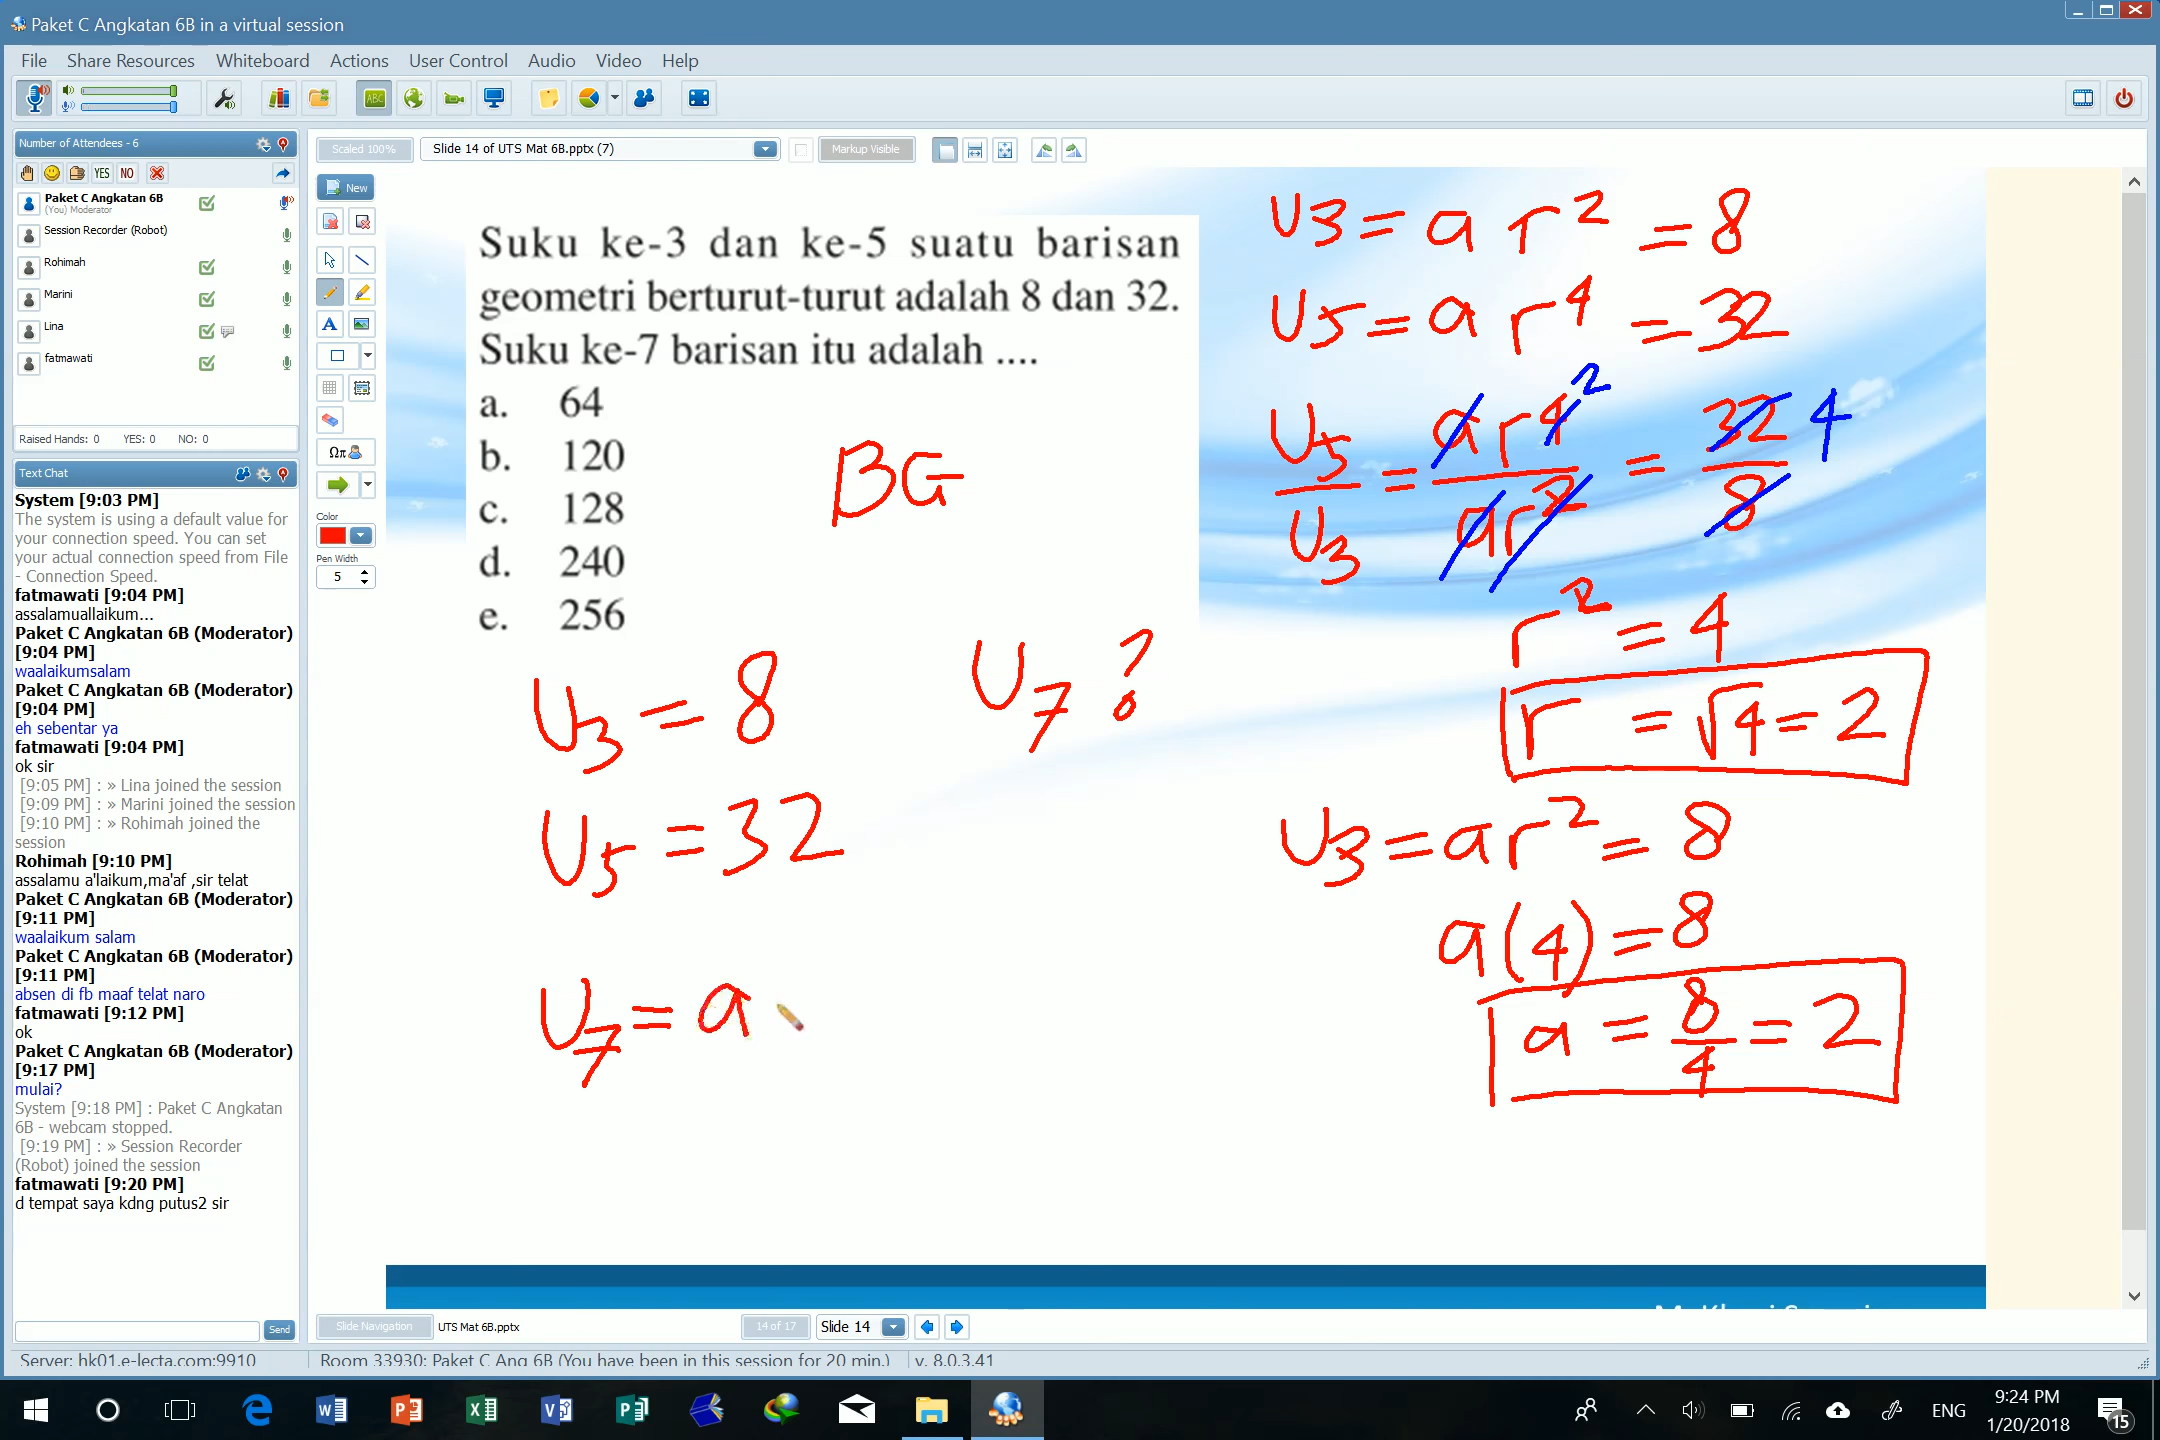 Paket C Angkatan 6B in a virtual session
File Share Resources Whiteboard Actions User Control Audio Video Help
Number of Attendees - 6
YES NO
Paket C Angkatan 6B
(You) Moderator
Session Recorder (Robot)
Rohimah
Marini
Lina
fatmawati
Raised Hands: 0 YES: 0 NO: 0
Text Chat
System [9:03 PM]
The system is using a default value for
your connection speed. You can set
your actual connection speed from File
- Connection Speed.
fatmawati [9:04 PM]
assalamuallaikum...
Paket C Angkatan 6B (Moderator)
[9:04 PM]
waalaikumsalam
Paket C Angkatan 6B (Moderator)
[9:04 PM]
eh sebentar ya
fatmawati [9:04 PM]
ok sir
[9:05 PM] : » Lina joined the session
[9:09 PM] : » Marini joined the session
[9:10 PM] : » Rohimah joined the
session
Rohimah [9:10 PM]
assalamu a'laikum,ma'af ,sir telat
Paket C Angkatan 6B (Moderator)
[9:11 PM]
waalaikum salam
Paket C Angkatan 6B (Moderator)
[9:11 PM]
absen di fb maaf telat naro
fatmawati [9:12 PM]
ok
Paket C Angkatan 6B (Moderator)
[9:17 PM]
mulai?
System [9:18 PM] : Paket C Angkatan
6B - webcam stopped.
[9:19 PM] : » Session Recorder
(Robot) joined the session
fatmawati [9:20 PM]
d tempat saya kdng putus2 sir
Send
Scaled 100% Slide 14 of UTS Mat 6B.pptx (7) Markup Visible
New
ABC
A
Ωπ
Color
Pen Width
5
Suku ke-3 dan ke-5 suatu barisan
geometri berturut-turut adalah 8 dan 32.
Suku ke-7 barisan itu adalah ....
a. 64
b. 120
c. 128
d. 240
e. 256
BG
U3 = 8
U7 ?
U5 = 32
U7 = a
U3 = a r² = 8
U5 = a r⁴ = 32
U5/U3 = ar⁴/ar² = 32/8
2
4
r² = 4
r = √4 = 2
U3 = ar² = 8
a(4) = 8
a = 8/4 = 2
Slide Navigation UTS Mat 6B.pptx 14 of 17 Slide 14
Server: hk01.e-lecta.com:9910 Room 33930: Paket C Ang 6B (You have been in this session for 20 min.) v. 8.0.3.41
ENG
9:24 PM
1/20/2018
15